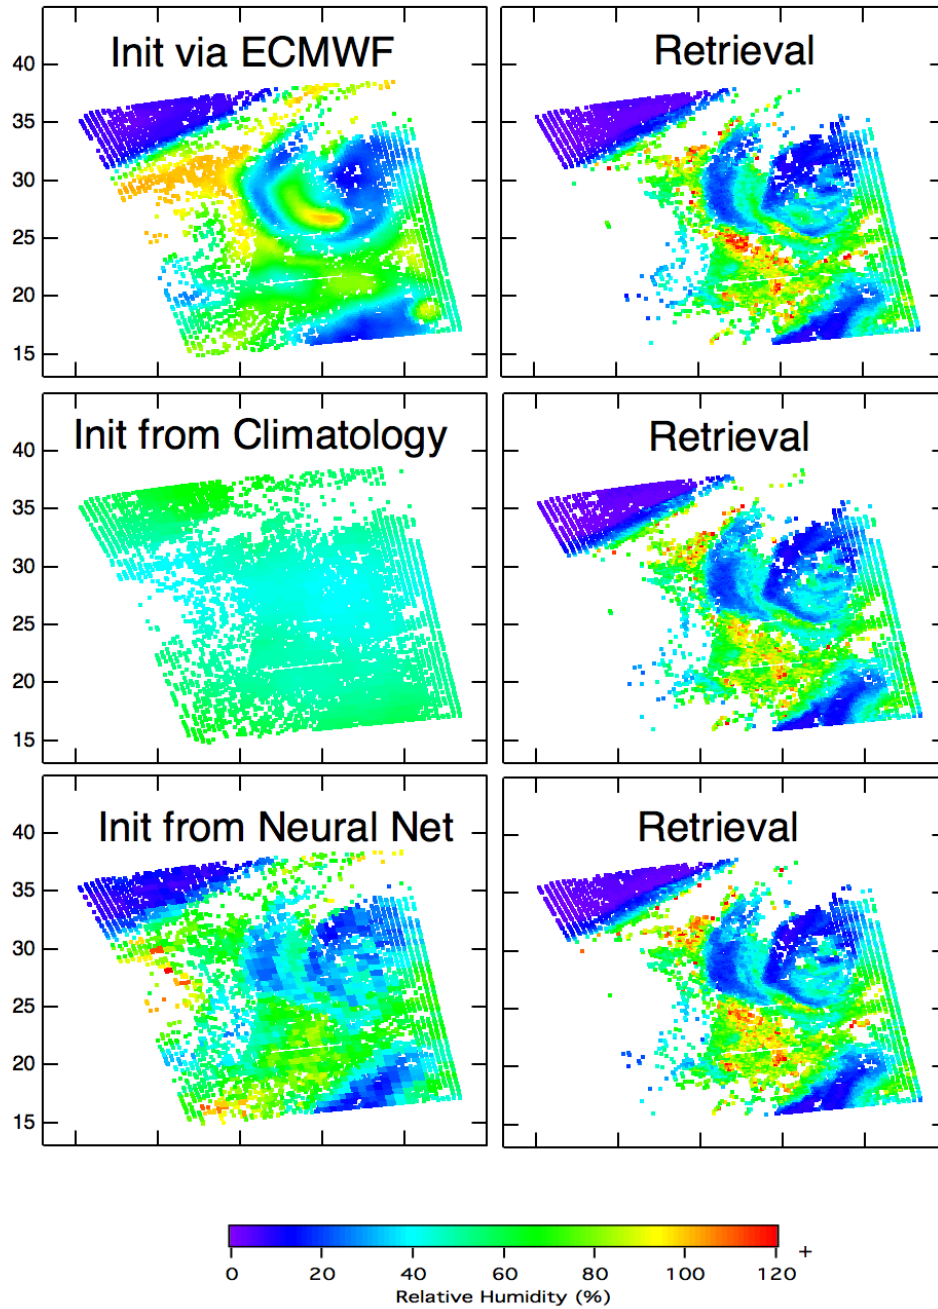 Init via ECMWF
Retrieval
40
35
30
25
20
15
Init from Climatology
Retrieval
40
35
30
25
20
15
Init from Neural Net
Retrieval
40
35
30
25
20
15
0 20 40 60 80 100 120 +
Relative Humidity (%)